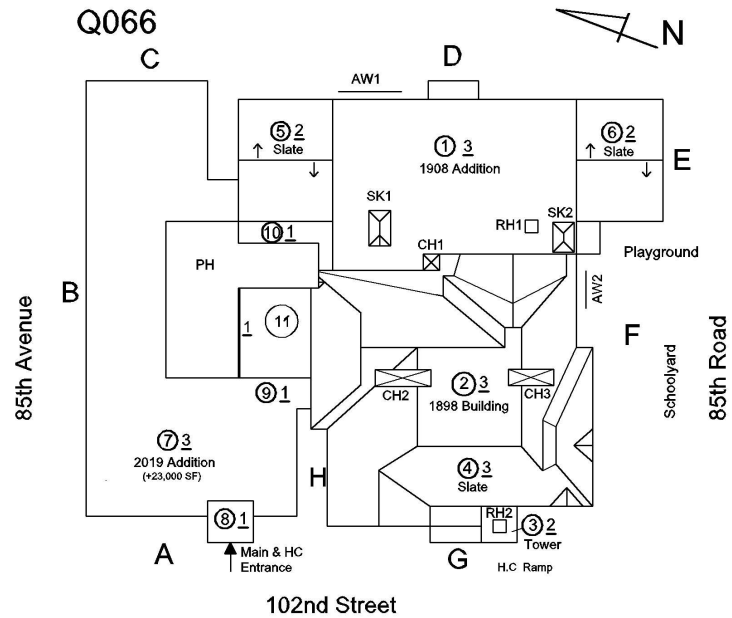 Q066
N
C
D
AW1
5 2
Slate
1 3
1908 Addition
6 2
Slate
E
SK1
RH1
SK2
10 1
CH1
PH
Playground
B
AW2
11
1
F
85th Avenue
Schoolyard
85th Road
9 1
CH2
2 3
1898 Building
CH3
7 3
2019 Addition
(+23,000 SF)
4 3
Slate
H
8 1
RH2
3 2
Tower
A
Main & HC
Entrance
G
H.C Ramp
102nd Street